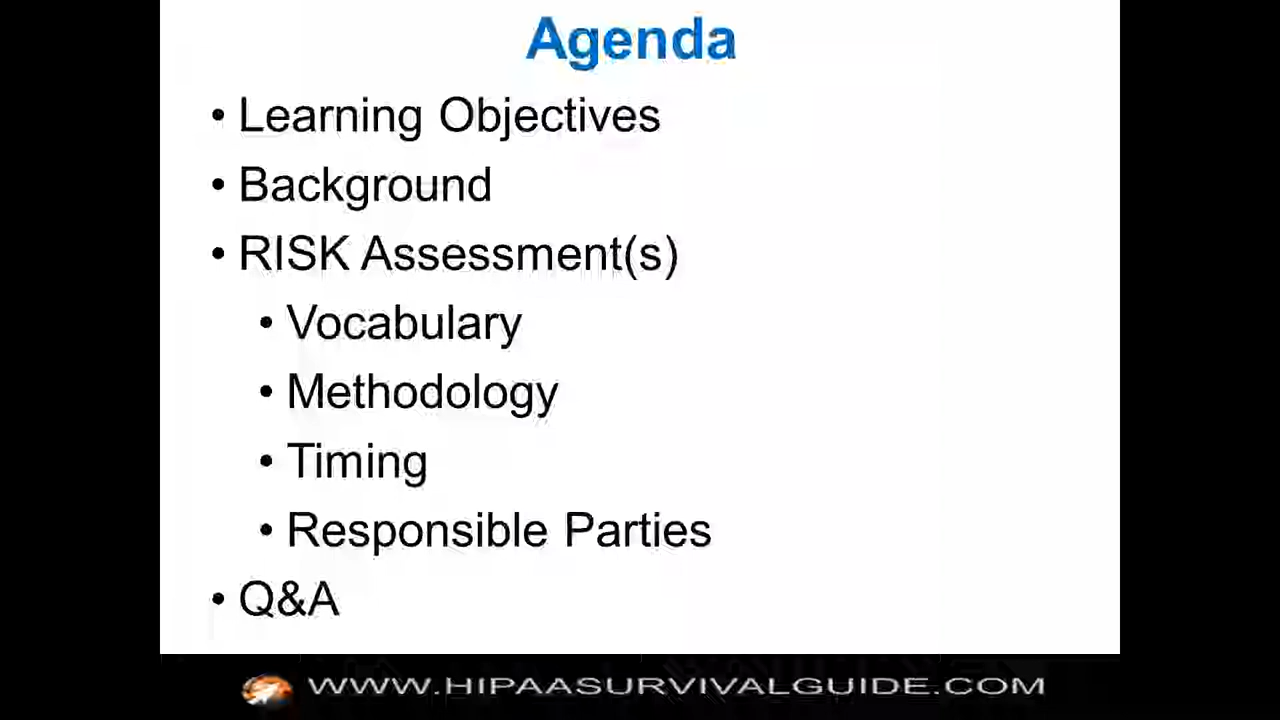 Agenda
• Learning Objectives
• Background
• RISK Assessment(s)
• Vocabulary
• Methodology
• Timing
• Responsible Parties
• Q&A
WWW.HIPAASURVIVALGUIDE.COM